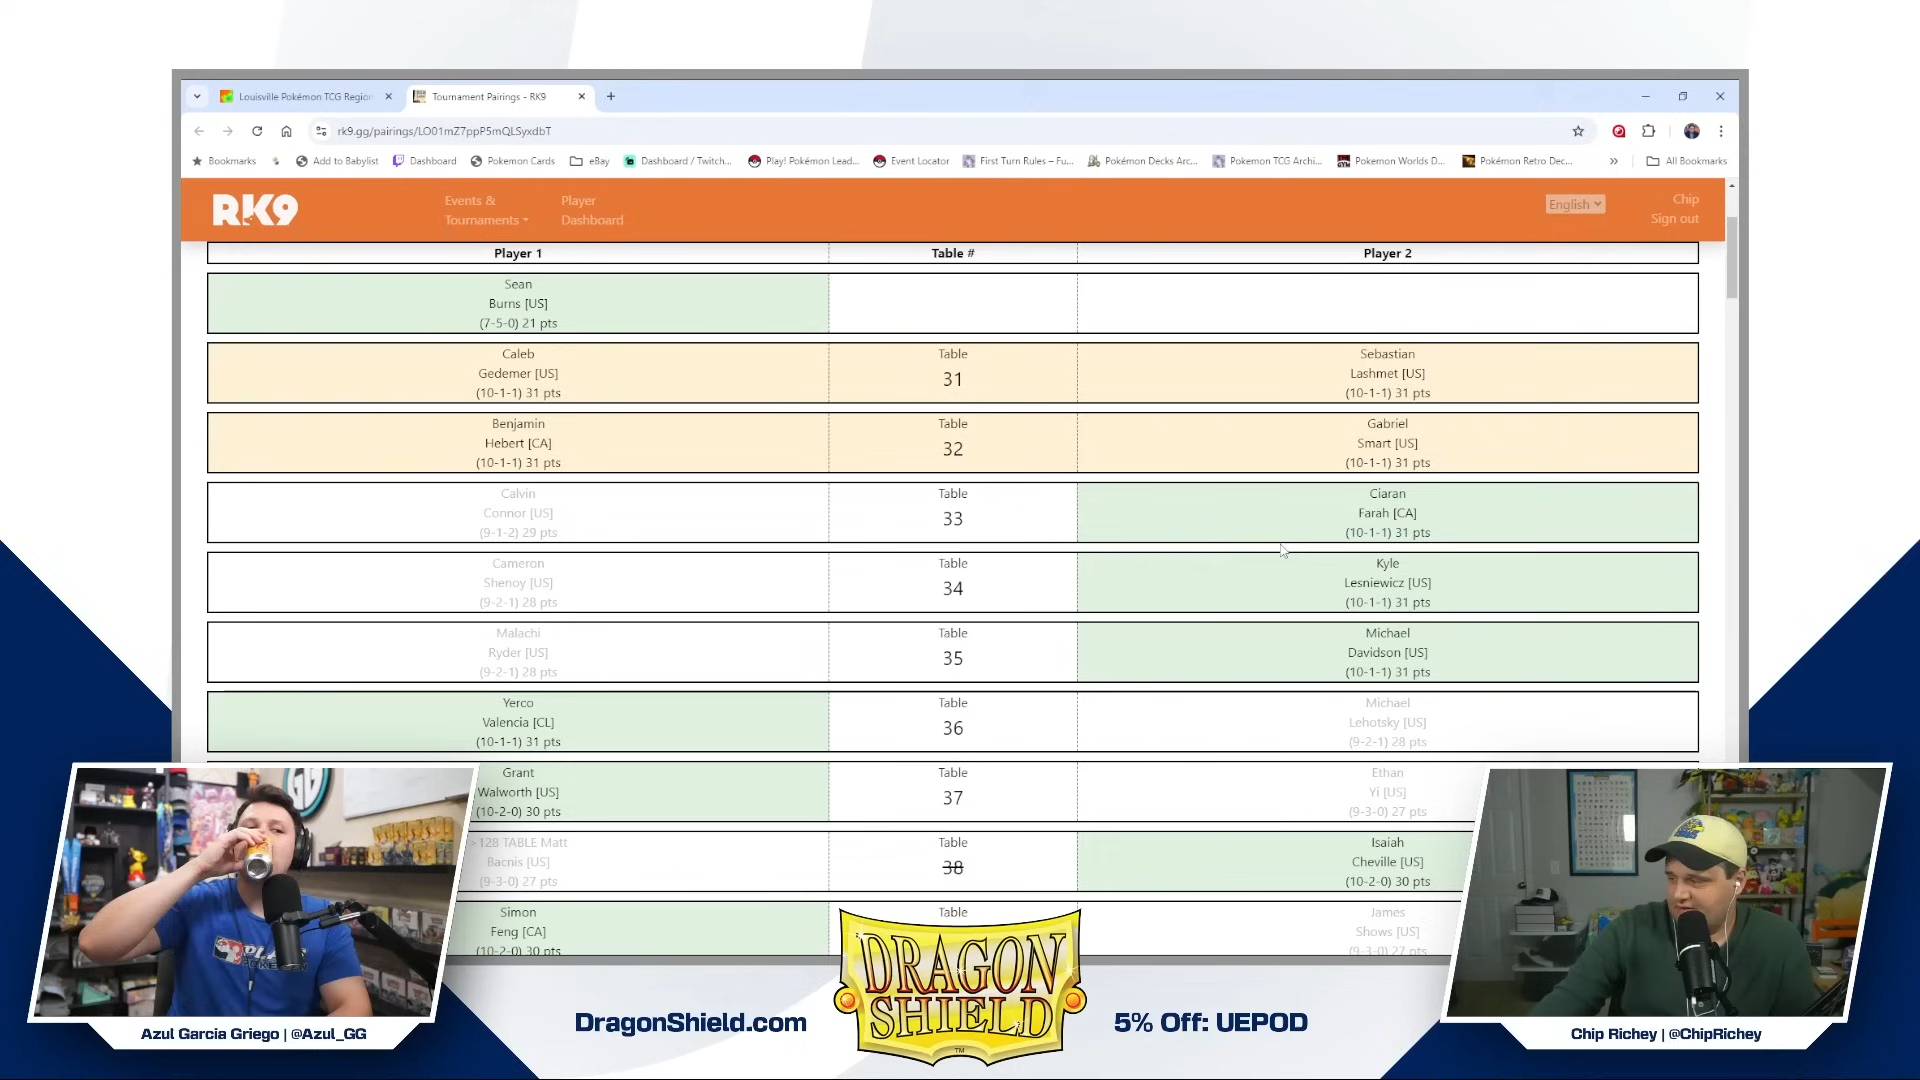 Louisville Pokémon TCG Region
Tournament Pairings - RK9
rk9.gg/pairings/LO01mZ7ppP5mQLSyxdbT
Bookmarks
Add to Babylist
Dashboard
Pokemon Cards
eBay
Dashboard / Twitch...
Play! Pokémon Lead...
Event Locator
First Turn Rules – Fu...
Pokémon Decks Arc...
Pokemon TCG Archi...
Pokemon Worlds D...
Pokémon Retro Dec...
»
All Bookmarks
RK9
Events &
Tournaments
Player
Dashboard
English
Chip
Sign out
Player 1
Table #
Player 2
Sean
Burns [US]
(7-5-0) 21 pts
Caleb
Gedemer [US]
(10-1-1) 31 pts
Table
31
Sebastian
Lashmet [US]
(10-1-1) 31 pts
Benjamin
Hebert [CA]
(10-1-1) 31 pts
Table
32
Gabriel
Smart [US]
(10-1-1) 31 pts
Calvin
Connor [US]
(9-1-2) 29 pts
Table
33
Ciaran
Farah [CA]
(10-1-1) 31 pts
Cameron
Shenoy [US]
(9-2-1) 28 pts
Table
34
Kyle
Lesniewicz [US]
(10-1-1) 31 pts
Malachi
Ryder [US]
(9-2-1) 28 pts
Table
35
Michael
Davidson [US]
(10-1-1) 31 pts
Yerco
Valencia [CL]
(10-1-1) 31 pts
Table
36
Michael
Lehotsky [US]
(9-2-1) 28 pts
Grant
Walworth [US]
(10-2-0) 30 pts
Table
37
Ethan
Yi [US]
(9-3-0) 27 pts
>128 TABLE Matt
Bacnis [US]
(9-3-0) 27 pts
Table
38
Isaiah
Cheville [US]
(10-2-0) 30 pts
Simon
Feng [CA]
(10-2-0) 30 pts
Table
James
Shows [US]
(9-3-0) 27 pts
Azul Garcia Griego | @Azul_GG
DragonShield.com
DRAGON
SHIELD
TM
5% Off: UEPOD
Chip Richey | @ChipRichey